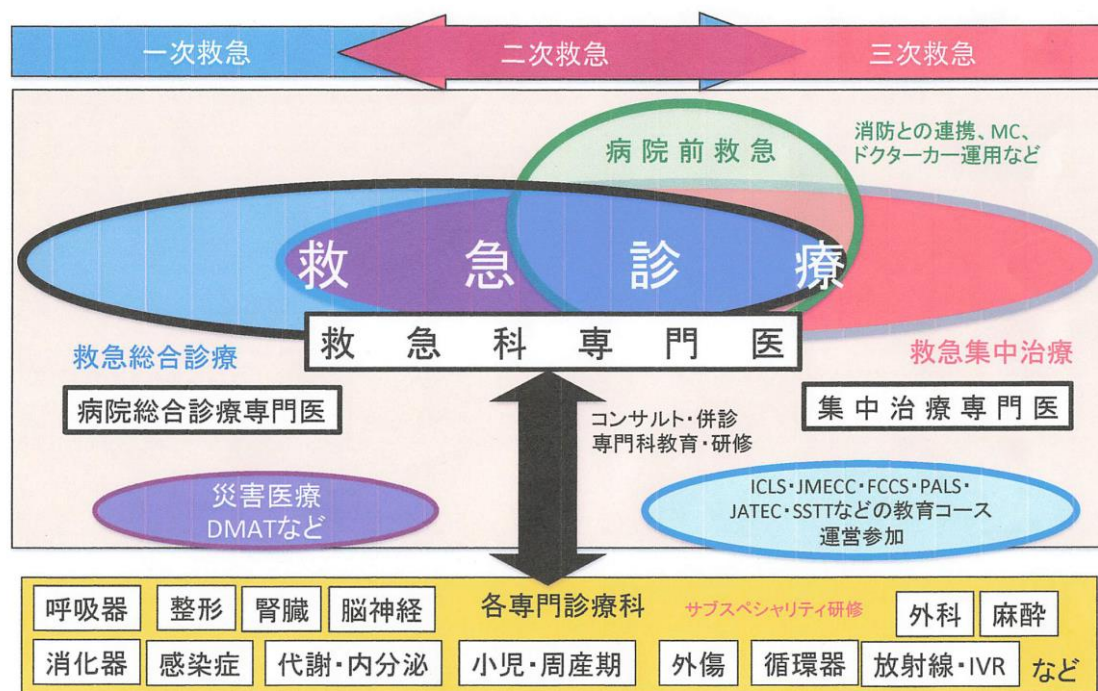 一次救急
二次救急
三次救急
病院前救急
消防との連携、MC、
ドクターカー運用など
救急診療
救急科専門医
救急総合診療
救急集中治療
病院総合診療専門医
集中治療専門医
コンサルト・併診
専門科教育・研修
災害医療
DMATなど
ICLS・JMECC・FCCS・PALS・
JATEC・SSTTなどの教育コース
運営参加
呼吸器
整形
腎臓
脳神経
各専門診療科
サブスペシャリティ研修
外科
麻酔
消化器
感染症
代謝・内分泌
小児・周産期
外傷
循環器
放射線・IVR
など